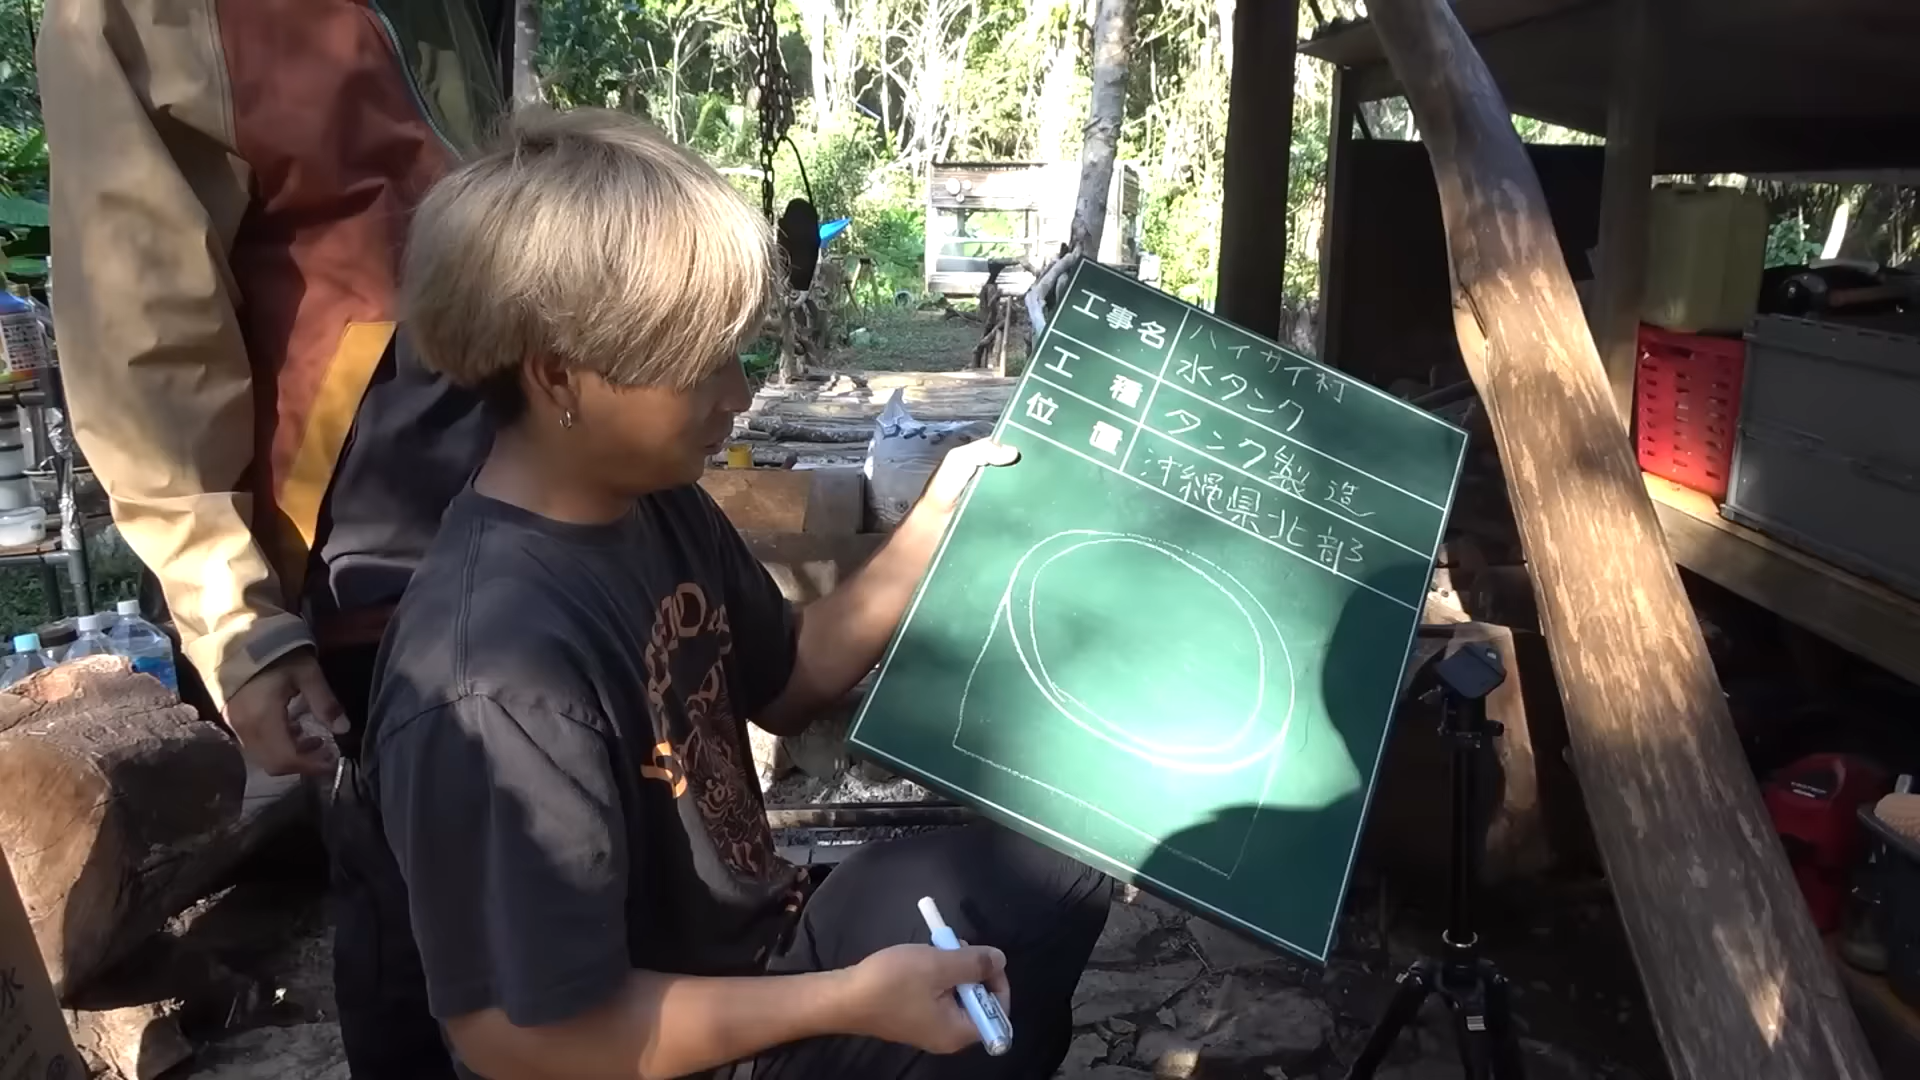 工事名 ハイサイ村
水タンク
工種 タンク製造
位置 沖縄県北部
水